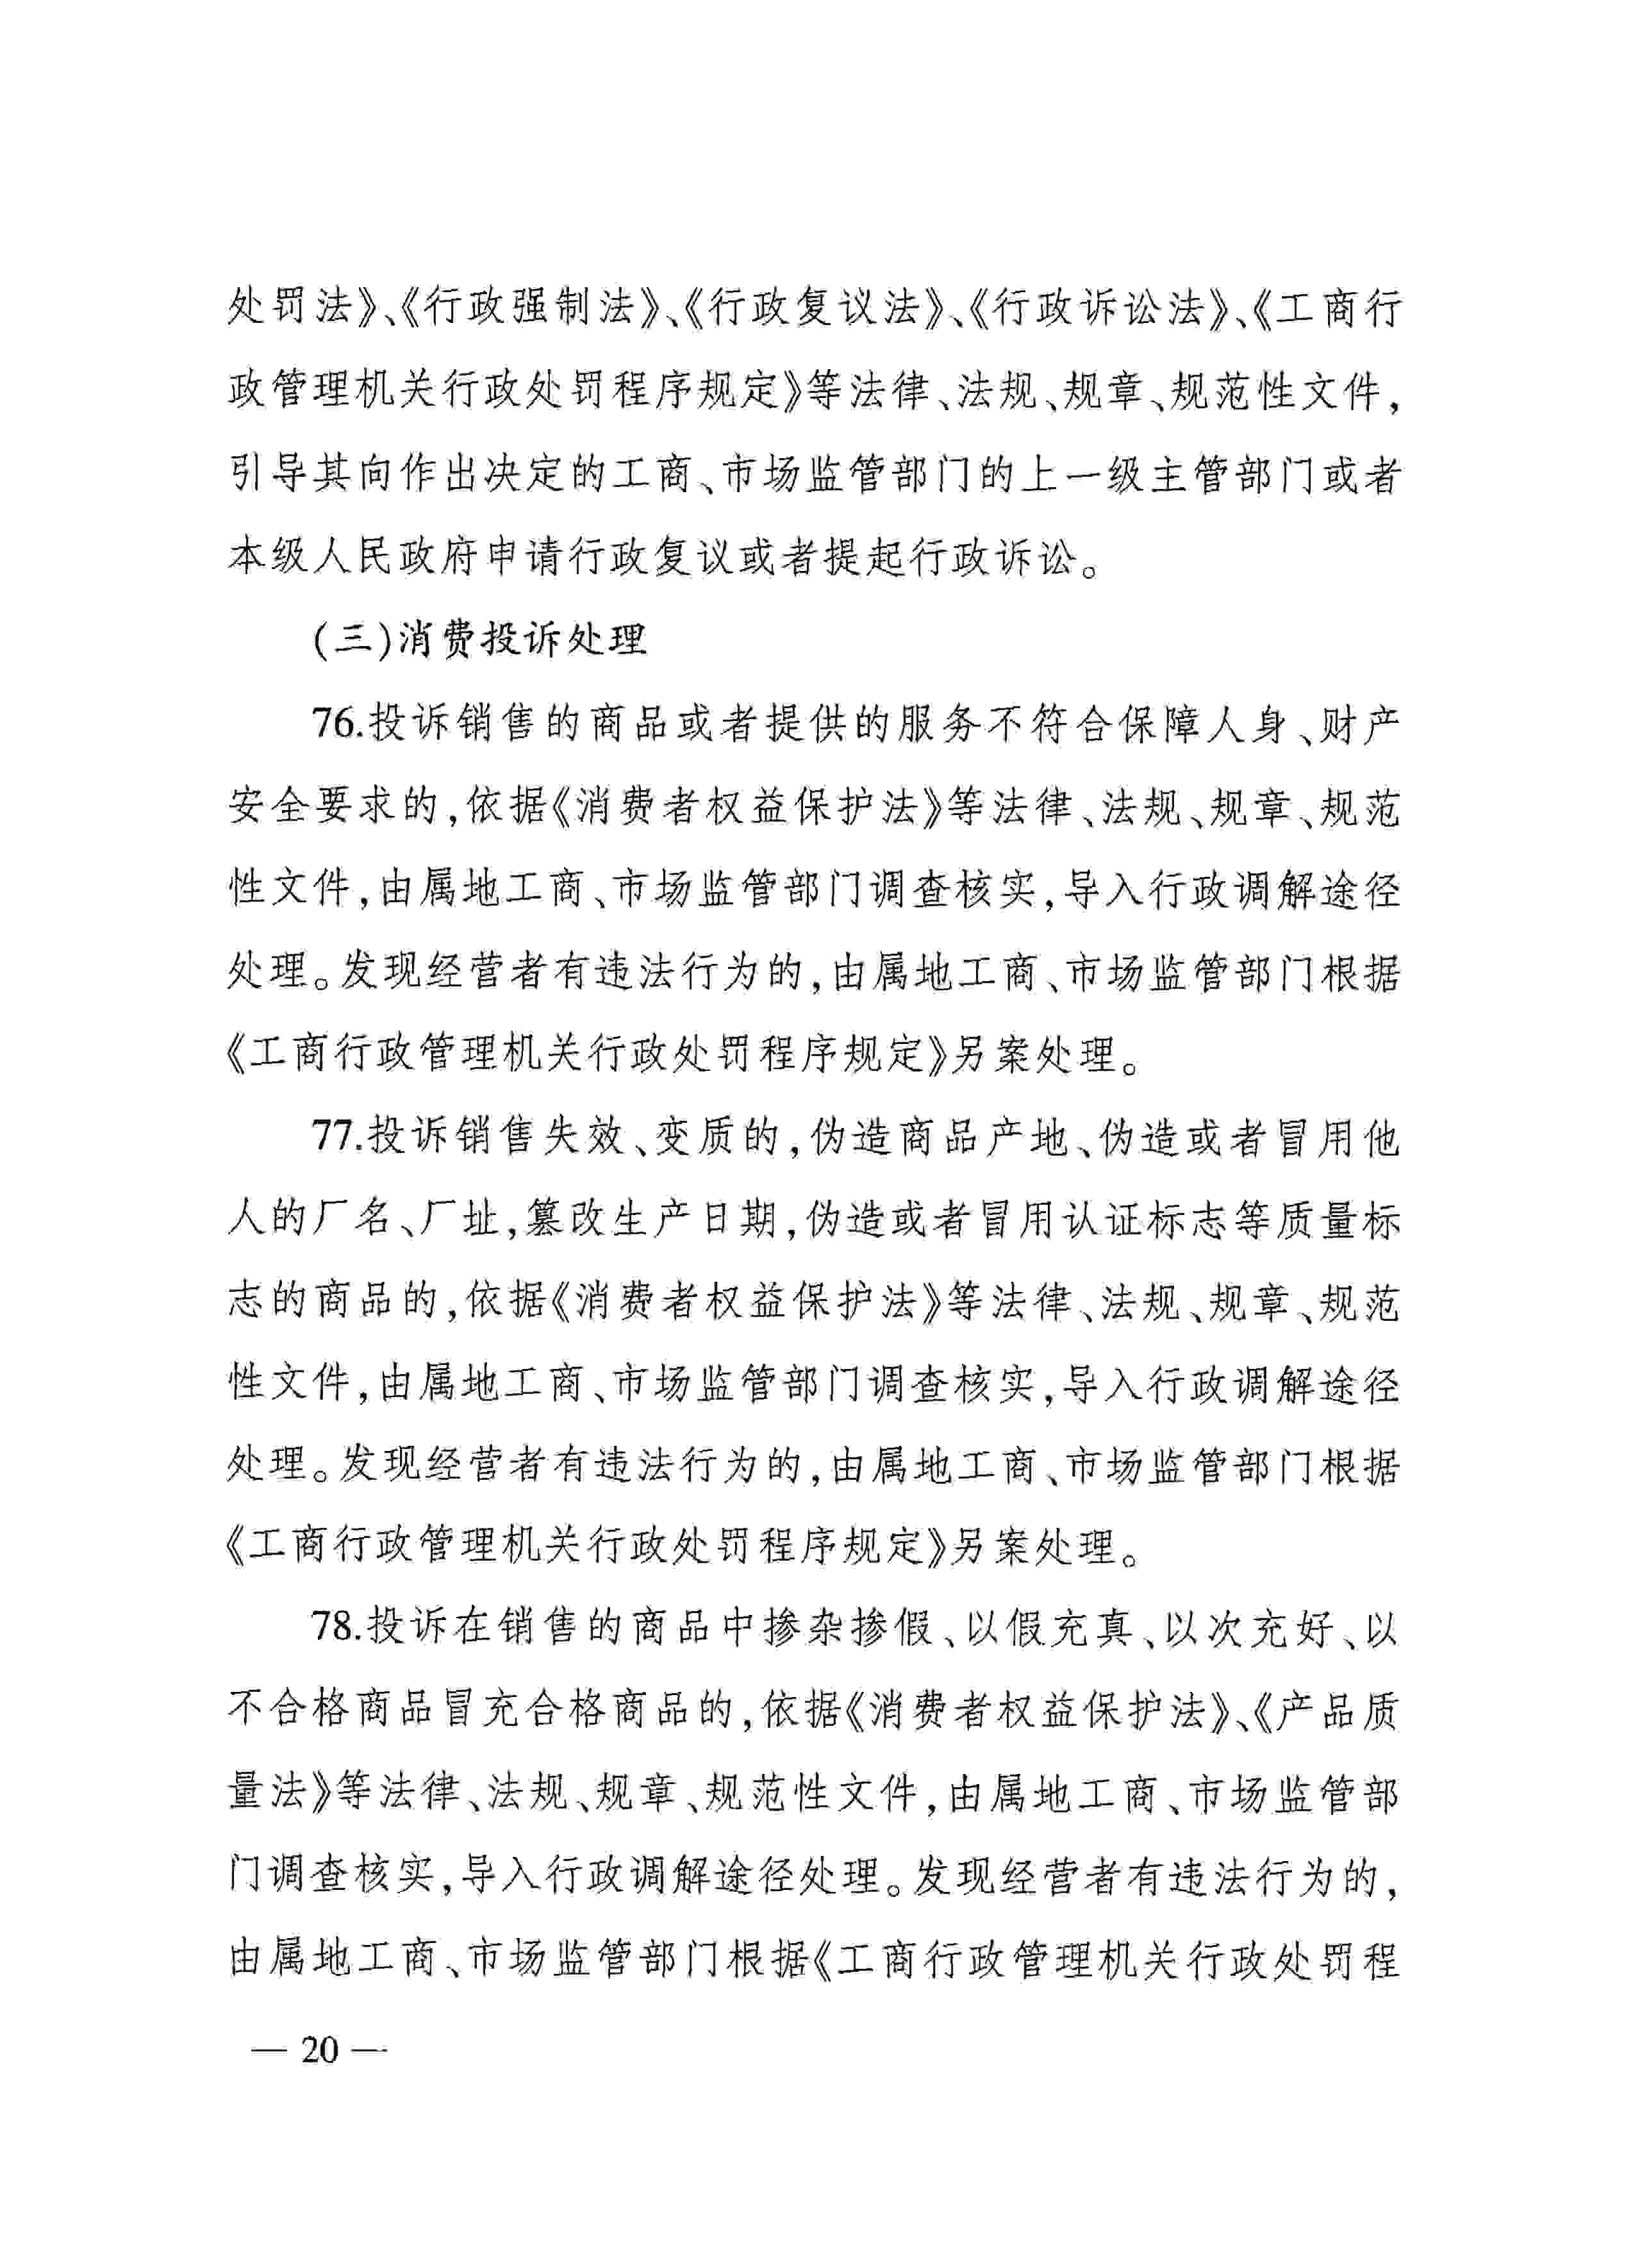 处罚法》、《行政强制法》、《行政复议法》、《行政诉讼法》、《工商行
政管理机关行政处罚程序规定》等法律、法规、规章、规范性文件，
引导其向作出决定的工商、市场监管部门的上一级主管部门或者
本级人民政府申请行政复议或者提起行政诉讼。
(三)消费投诉处理
76.投诉销售的商品或者提供的服务不符合保障人身、财产
安全要求的,依据《消费者权益保护法》等法律、法规、规章、规范
性文件,由属地工商、市场监管部门调查核实,导入行政调解途径
处理。发现经营者有违法行为的,由属地工商、市场监管部门根据
《工商行政管理机关行政处罚程序规定》另案处理。
77.投诉销售失效、变质的,伪造商品产地、伪造或者冒用他
人的厂名、厂址,篡改生产日期,伪造或者冒用认证标志等质量标
志的商品的,依据《消费者权益保护法》等法律、法规、规章、规范
性文件,由属地工商、市场监管部门调查核实,导入行政调解途径
处理。发现经营者有违法行为的,由属地工商、市场监管部门根据
《工商行政管理机关行政处罚程序规定》另案处理。
78.投诉在销售的商品中掺杂掺假、以假充真、以次充好、以
不合格商品冒充合格商品的,依据《消费者权益保护法》、《产品质
量法》等法律、法规、规章、规范性文件,由属地工商、市场监管部
门调查核实,导入行政调解途径处理。发现经营者有违法行为的,
由属地工商、市场监管部门根据《工商行政管理机关行政处罚程
— 20 —